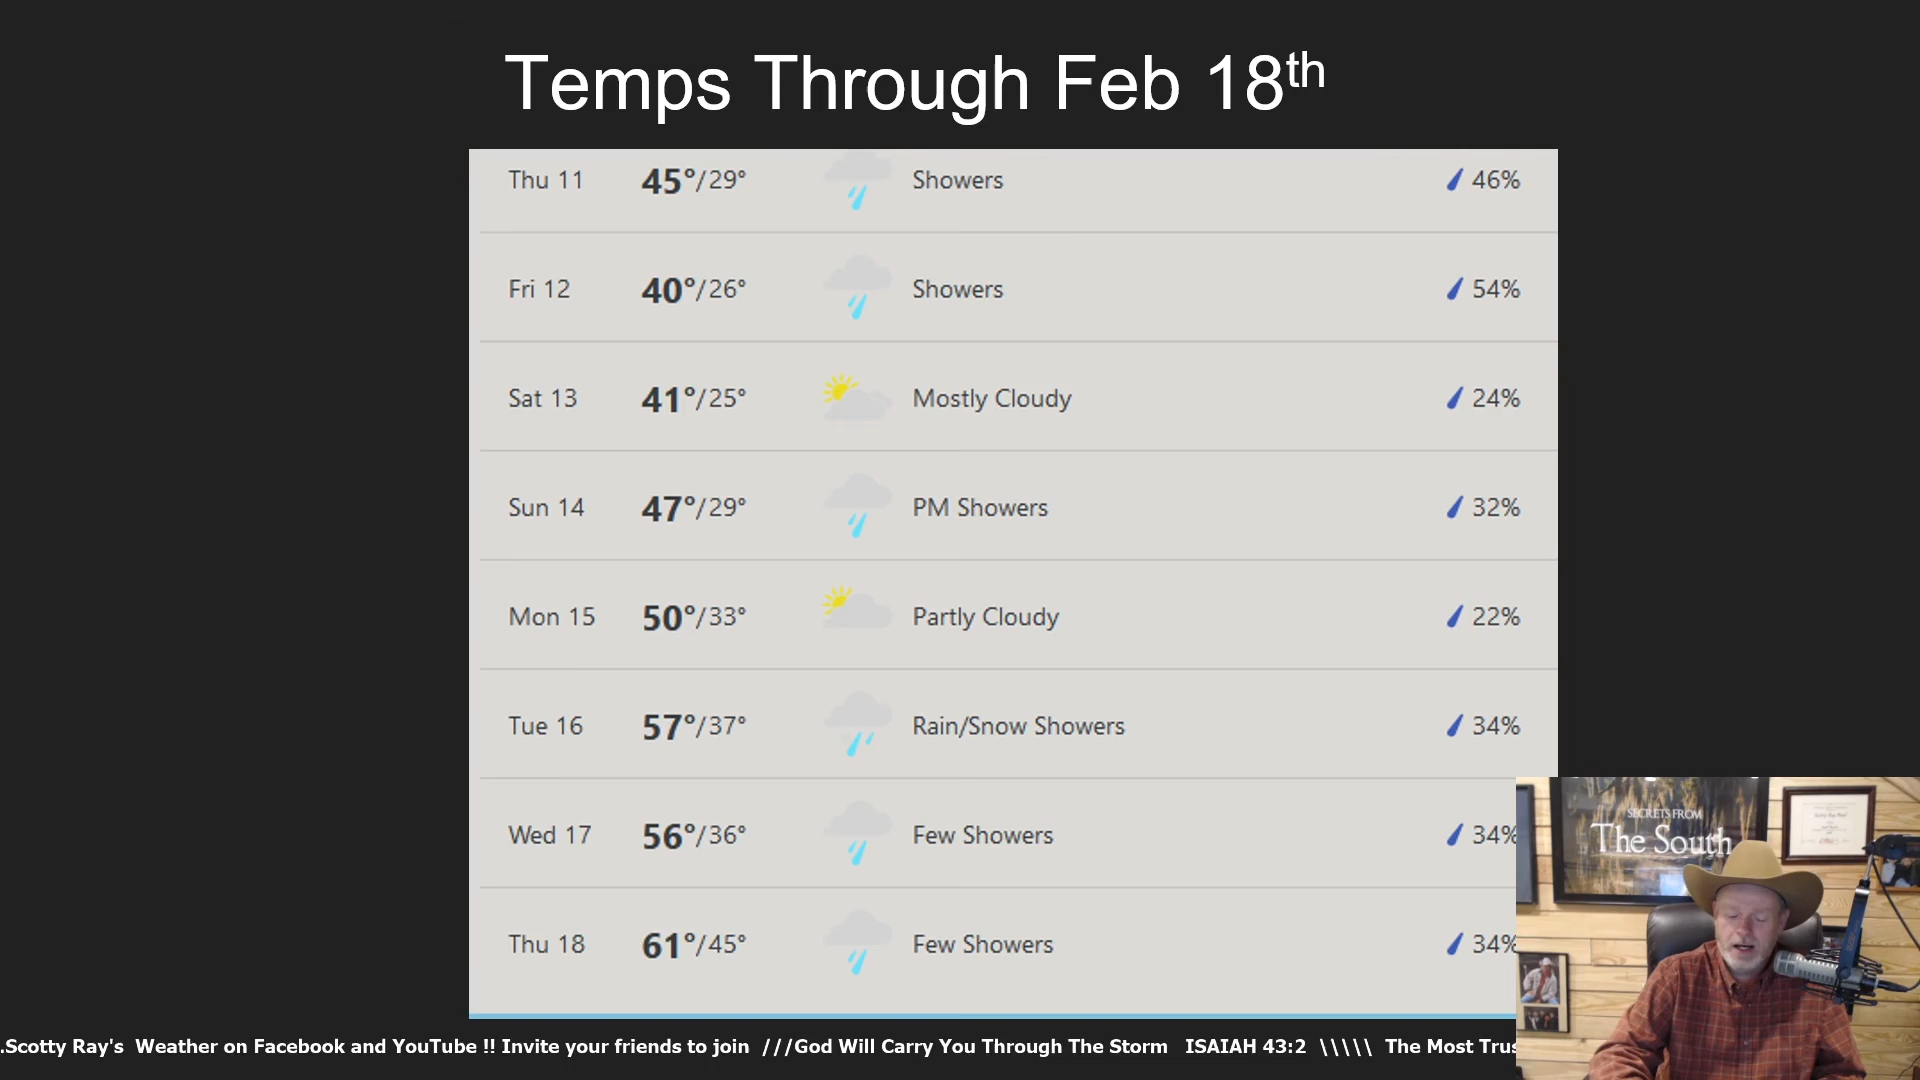 Temps Through Feb 18th
Thu 11 45°/29° Showers 46%
Fri 12 40°/26° Showers 54%
Sat 13 41°/25° Mostly Cloudy 24%
Sun 14 47°/29° PM Showers 32%
Mon 15 50°/33° Partly Cloudy 22%
Tue 16 57°/37° Rain/Snow Showers 34%
Wed 17 56°/36° Few Showers 34%
Thu 18 61°/45° Few Showers 34%
SECRETS FROM
The South
.Scotty Ray's Weather on Facebook and YouTube !! Invite your friends to join ///God Will Carry You Through The Storm ISAIAH 43:2 \\\\\ The Most Trus